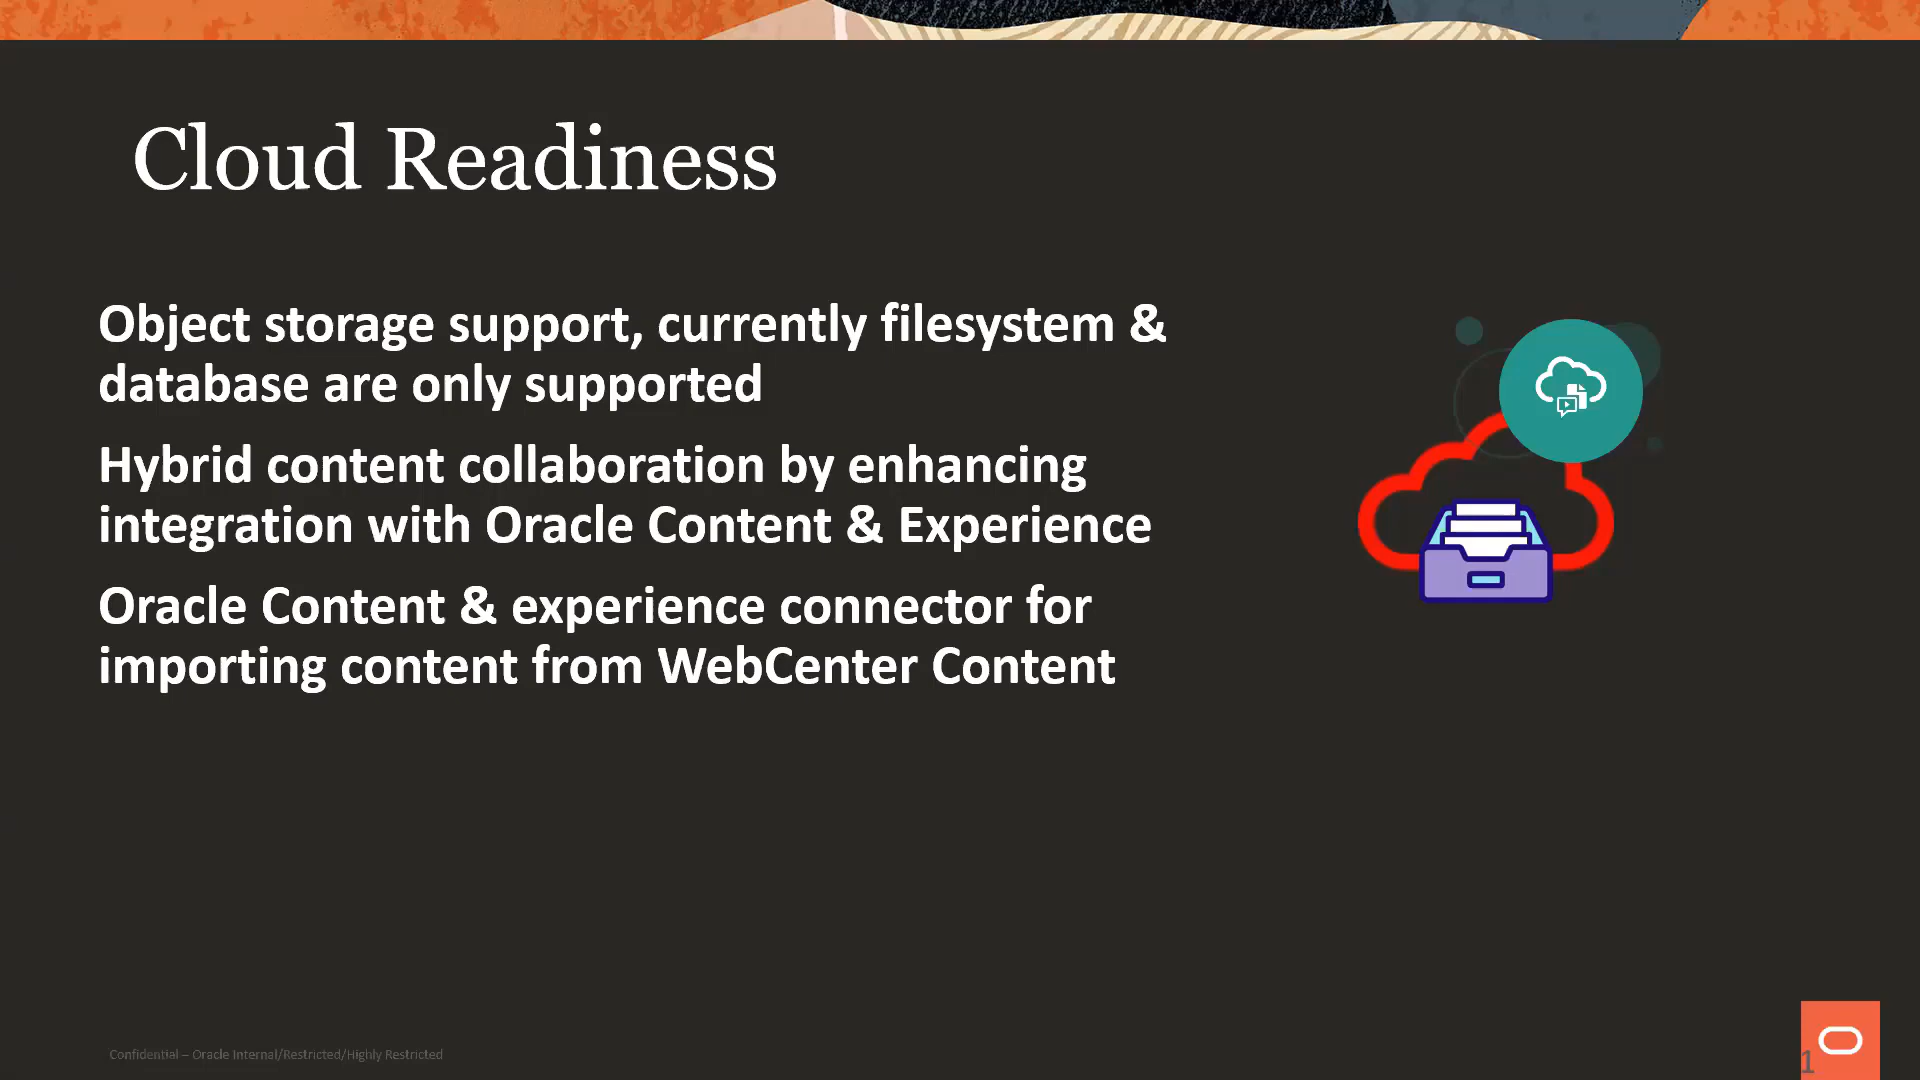 Cloud Readiness
Object storage support, currently filesystem &
database are only supported
Hybrid content collaboration by enhancing
integration with Oracle Content & Experience
Oracle Content & experience connector for
importing content from WebCenter Content
Confidential – Oracle Internal/Restricted/Highly Restricted
1